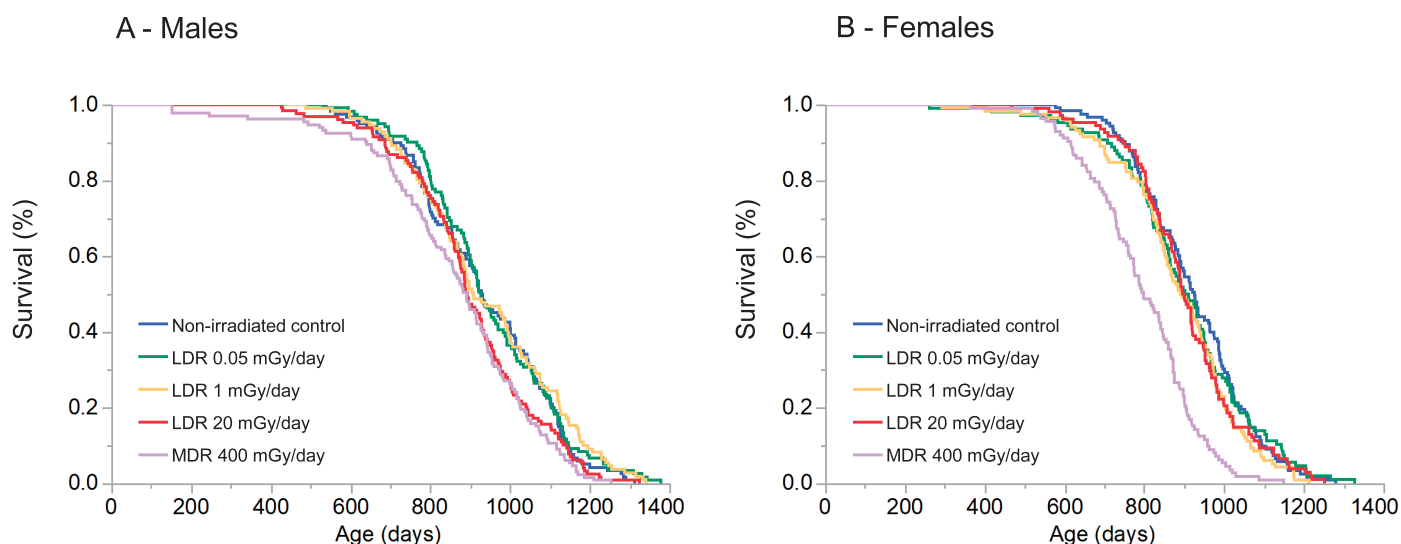 A - Males
B - Females
Survival (%)
1.0
0.8
0.6
0.4
0.2
0.0
Non-irradiated control
LDR 0.05 mGy/day
LDR 1 mGy/day
LDR 20 mGy/day
MDR 400 mGy/day
0 200 400 600 800 1000 1200 1400
Age (days)
Survival (%)
1.0
0.8
0.6
0.4
0.2
0.0
Non-irradiated control
LDR 0.05 mGy/day
LDR 1 mGy/day
LDR 20 mGy/day
MDR 400 mGy/day
0 200 400 600 800 1000 1200 1400
Age (days)